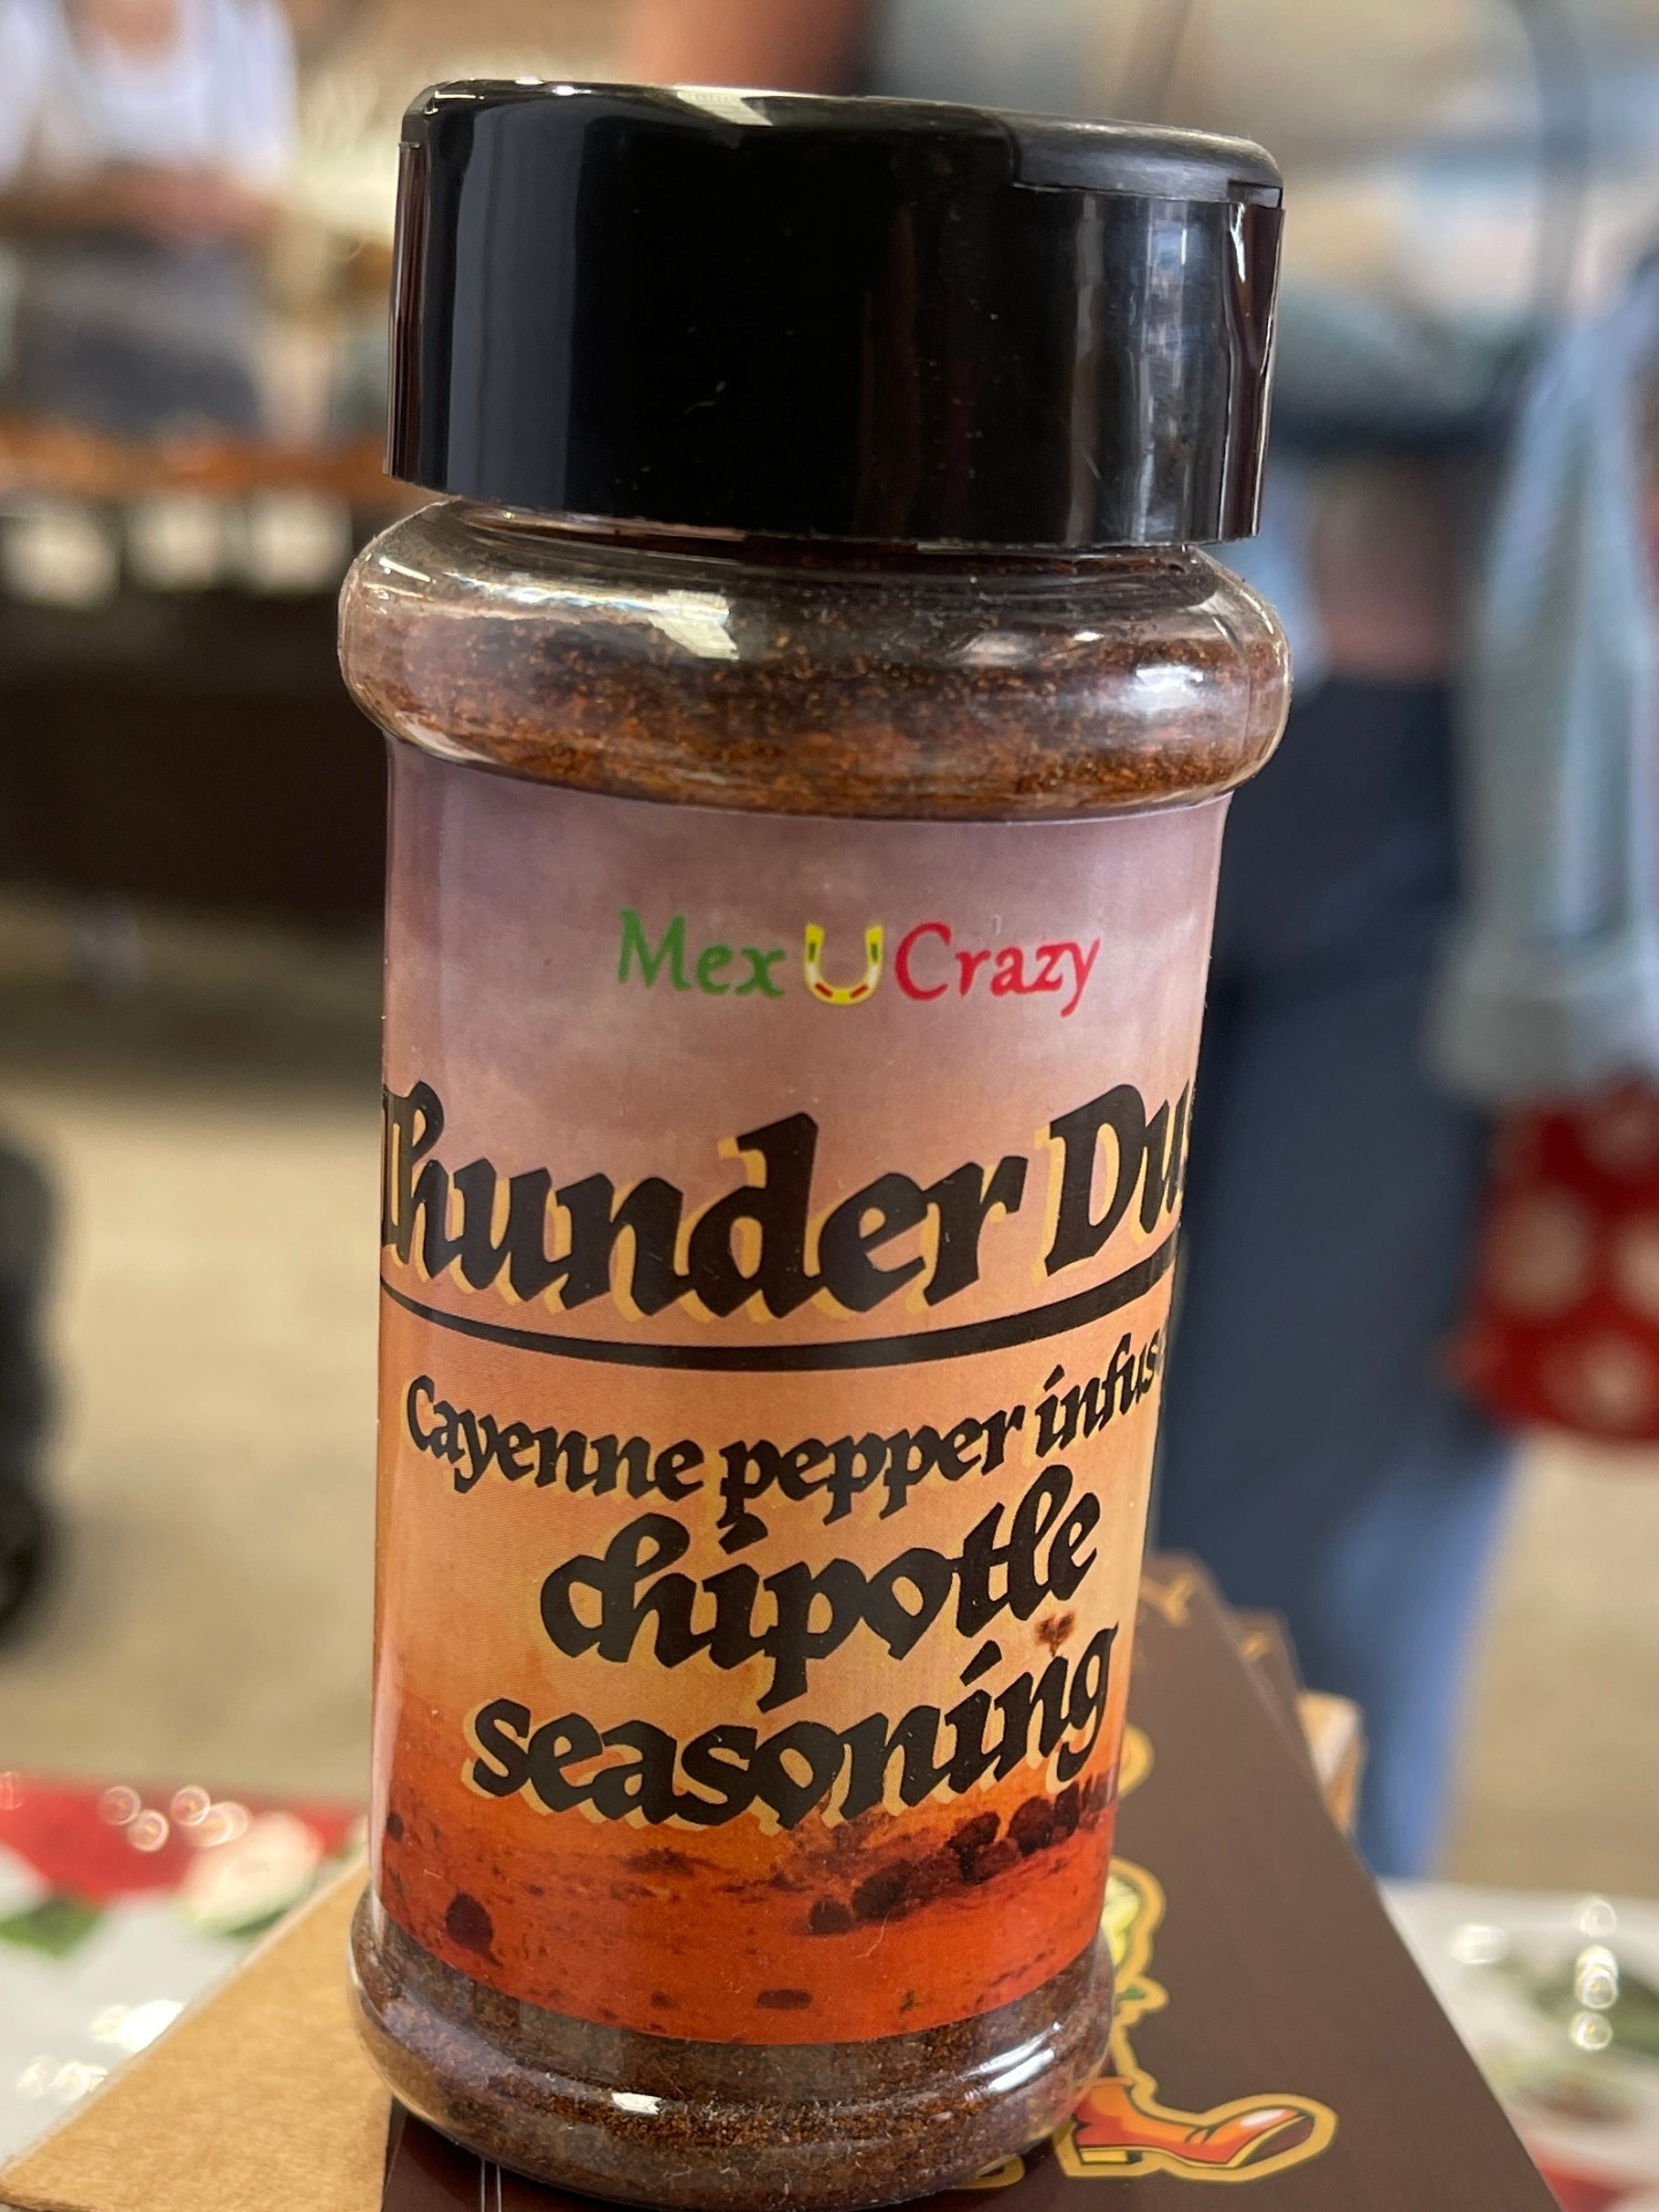 Mex Crazy
Thunder Du
Cayenne pepper infus
chipotle
seasoning